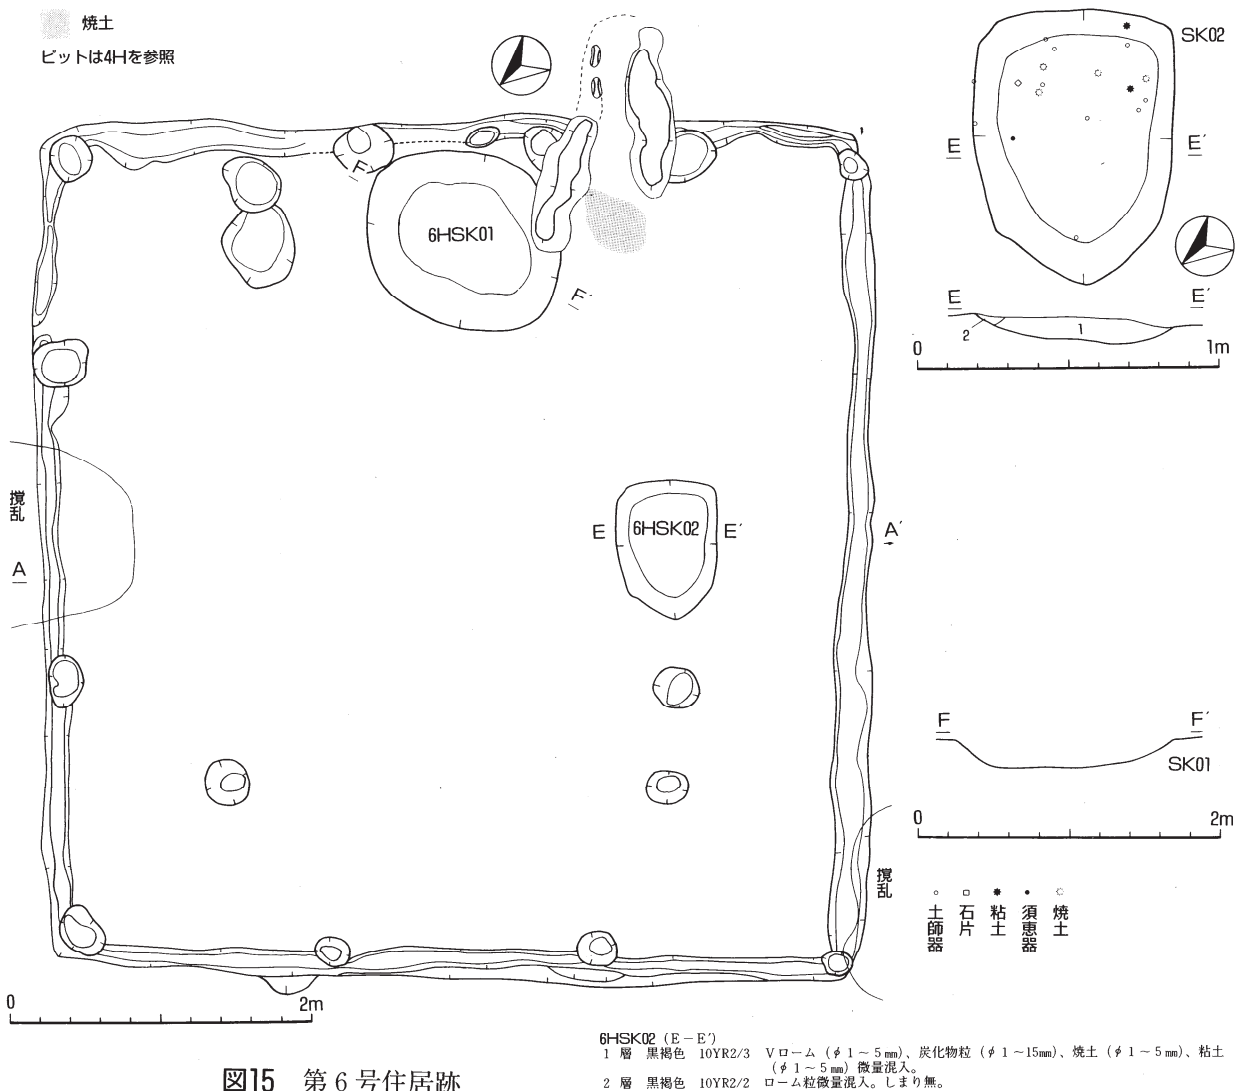 焼土
ピットは4Hを参照
SK02
E
E′
E
E′
2
1
0
1m
F
6HSK01
F′
撹乱
A
E
6HSK02
E′
A′
F
F′
SK01
0
2m
撹乱
土師器
石片
粘土
須恵器
焼土
0
2m
6HSK02 (E－E′)
1 層 黒褐色 10YR2/3 Ⅴローム（φ1～5㎜）、炭化物粒（φ1～15㎜）、焼土（φ1～5㎜）、粘土
（φ1～5㎜）微量混入。
2 層 黒褐色 10YR2/2 ローム粒微量混入。しまり無。
図15 第6号住居跡